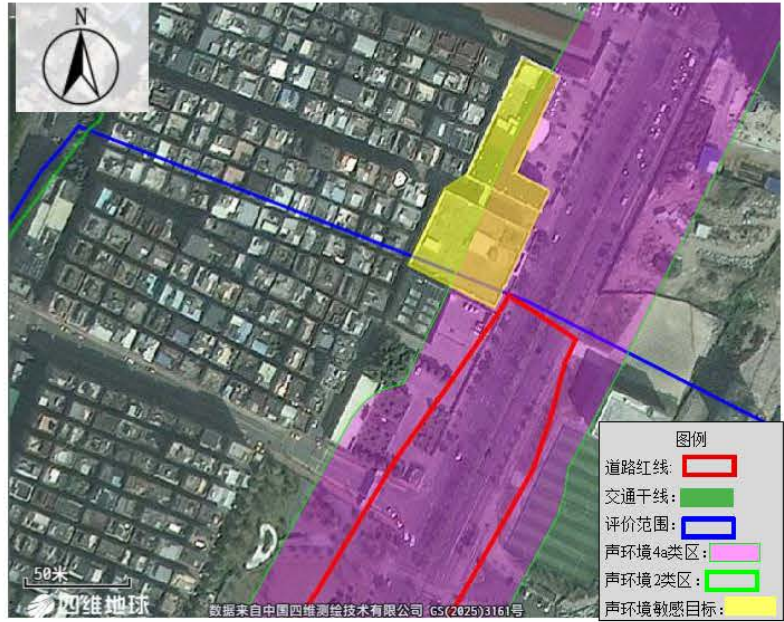 N
图例
道路红线:
交通干线：
评价范围：
声环境4a类区：
声环境2类区：
声环境敏感目标：
50米
四维地球
数据来自中国四维测绘技术有限公司 GS(2025)3161号